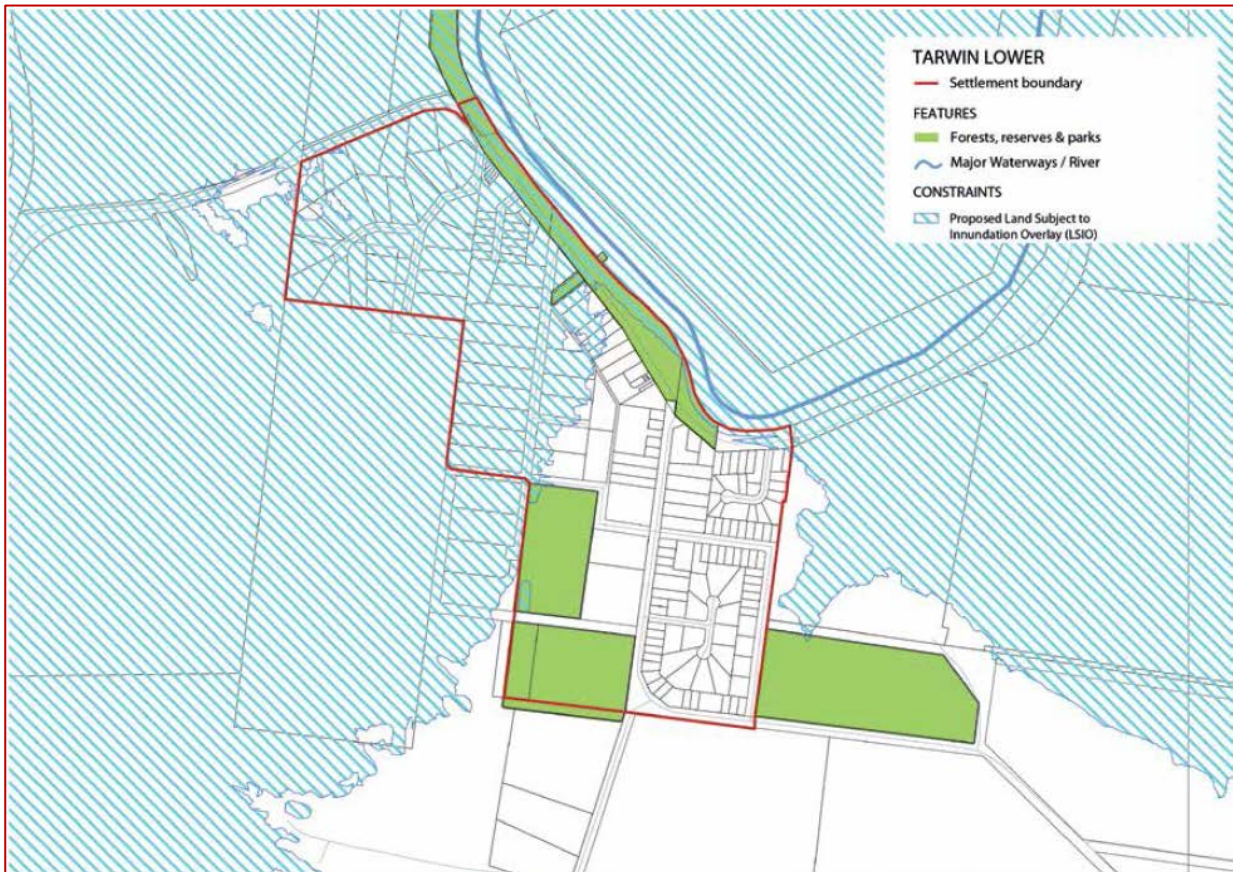 TARWIN LOWER
Settlement boundary
FEATURES
Forests, reserves & parks
Major Waterways / River
CONSTRAINTS
Proposed Land Subject to
Innundation Overlay (LSIO)